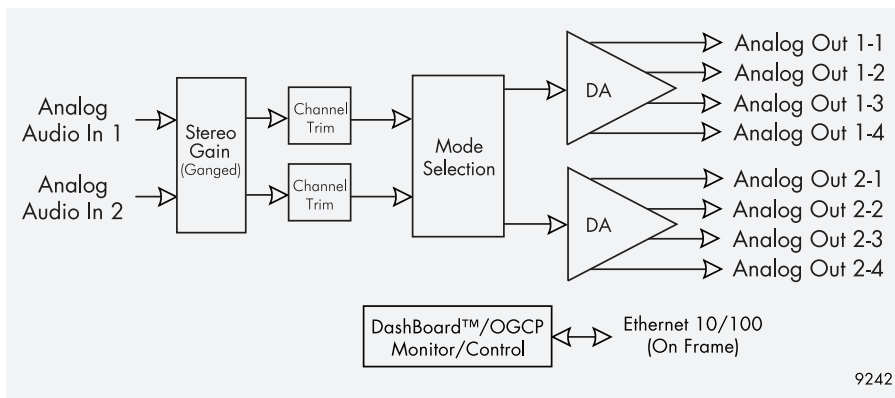 Analog
Audio In 1
Analog
Audio In 2
Stereo
Gain
(Ganged)
Channel
Trim
Channel
Trim
Mode
Selection
DA
DA
Analog Out 1-1
Analog Out 1-2
Analog Out 1-3
Analog Out 1-4
Analog Out 2-1
Analog Out 2-2
Analog Out 2-3
Analog Out 2-4
DashBoard™/OGCP
Monitor/Control
Ethernet 10/100
(On Frame)
9242